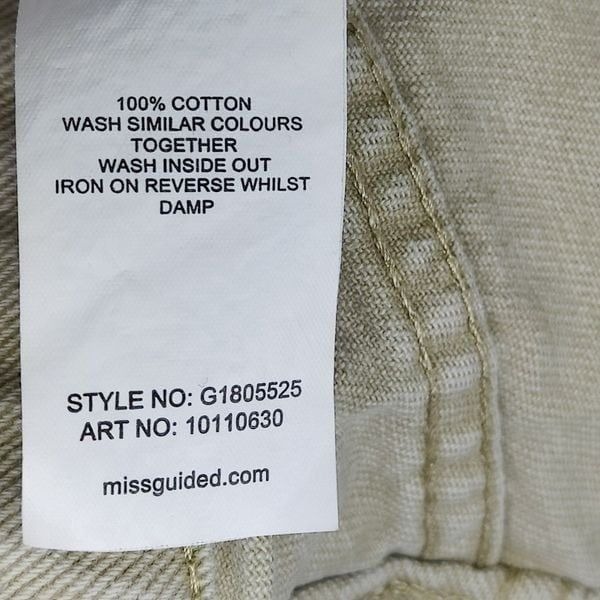 100% COTTON
WASH SIMILAR COLOURS
TOGETHER
WASH INSIDE OUT
IRON ON REVERSE WHILST
DAMP
STYLE NO: G1805525
ART NO: 10110630
missguided.com